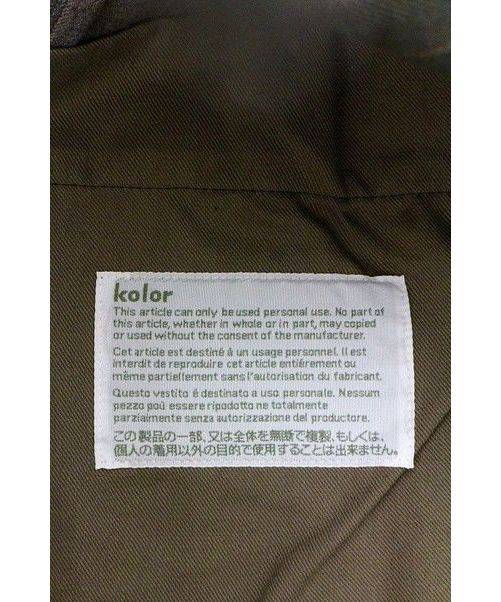 kolor
This article can only be used personal use. No part of
this article, whether in whole or in part, may copied
or used without the consent of the manufacturer.
Cet article est destiné à un usage personnel. Il est
interdit de reproduire cet article entiérement ou
même partiellement sans l'autorisation du fabricant.
Questo vestito é destinato a uso personale. Nessum
pezzo poù essere ripodotto ne totalmente
parziaimente senza autorizzazione del productore.
この製品の一部、又は全体を無断で複製、もしくは、
個人の着用以外の目的で使用することは出来ません。